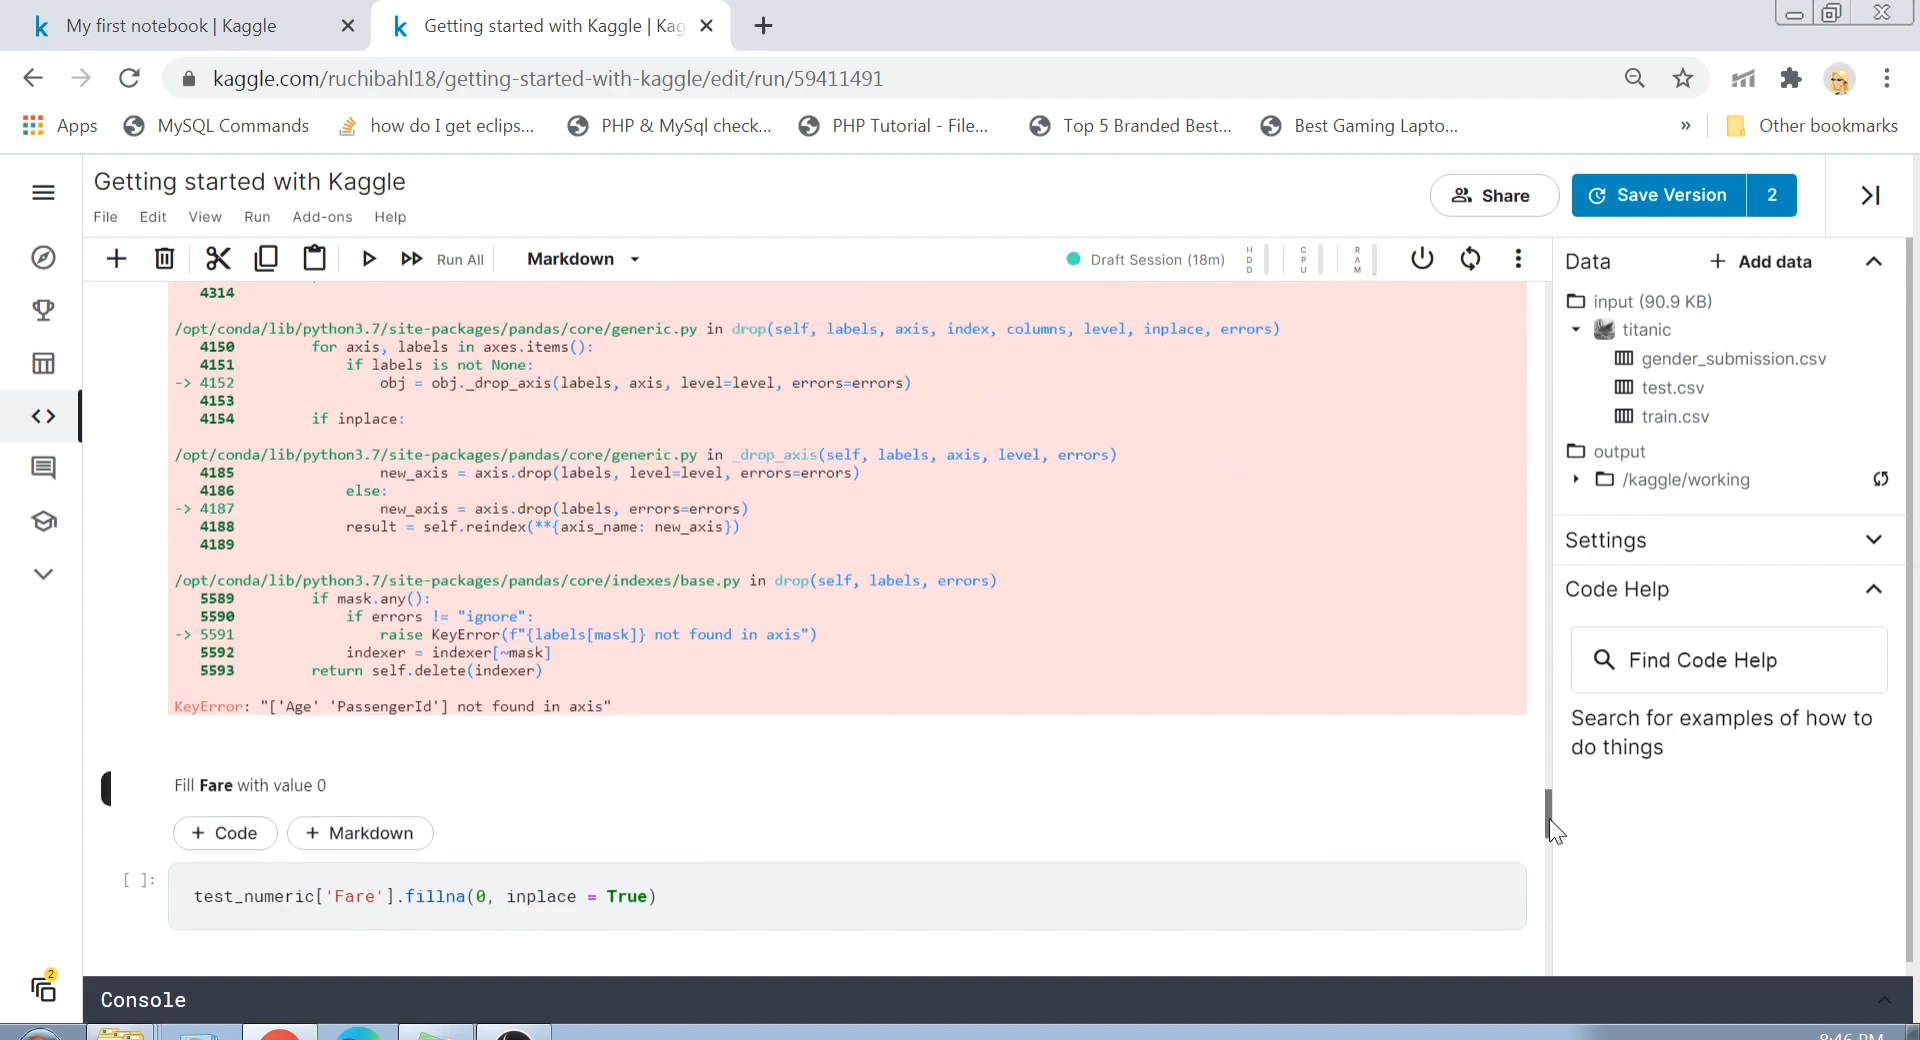 My first notebook | Kaggle
Getting started with Kaggle | Kag
kaggle.com/ruchibahl18/getting-started-with-kaggle/edit/run/59411491
Apps
MySQL Commands
how do I get eclips...
PHP & MySql check...
PHP Tutorial - File...
Top 5 Branded Best...
Best Gaming Lapto...
»
Other bookmarks
Getting started with Kaggle
File Edit View Run Add-ons Help
Share
Save Version 2
Run All
Markdown
Draft Session (18m)
HDD
CPU
RAM
4314
/opt/conda/lib/python3.7/site-packages/pandas/core/generic.py in drop(self, labels, axis, index, columns, level, inplace, errors)
4150 for axis, labels in axes.items():
4151 if labels is not None:
-> 4152 obj = obj._drop_axis(labels, axis, level=level, errors=errors)
4153
4154 if inplace:
/opt/conda/lib/python3.7/site-packages/pandas/core/generic.py in _drop_axis(self, labels, axis, level, errors)
4185 new_axis = axis.drop(labels, level=level, errors=errors)
4186 else:
-> 4187 new_axis = axis.drop(labels, errors=errors)
4188 result = self.reindex(**{axis_name: new_axis})
4189
/opt/conda/lib/python3.7/site-packages/pandas/core/indexes/base.py in drop(self, labels, errors)
5589 if mask.any():
5590 if errors != "ignore":
-> 5591 raise KeyError(f"{labels[mask]} not found in axis")
5592 indexer = indexer[~mask]
5593 return self.delete(indexer)
KeyError: "['Age' 'PassengerId'] not found in axis"
Fill Fare with value 0
+ Code
+ Markdown
[ ]:
test_numeric['Fare'].fillna(0, inplace = True)
Data
+ Add data
input (90.9 KB)
titanic
gender_submission.csv
test.csv
train.csv
output
/kaggle/working
Settings
Code Help
Find Code Help
Search for examples of how to
do things
2
Console
8:46 PM